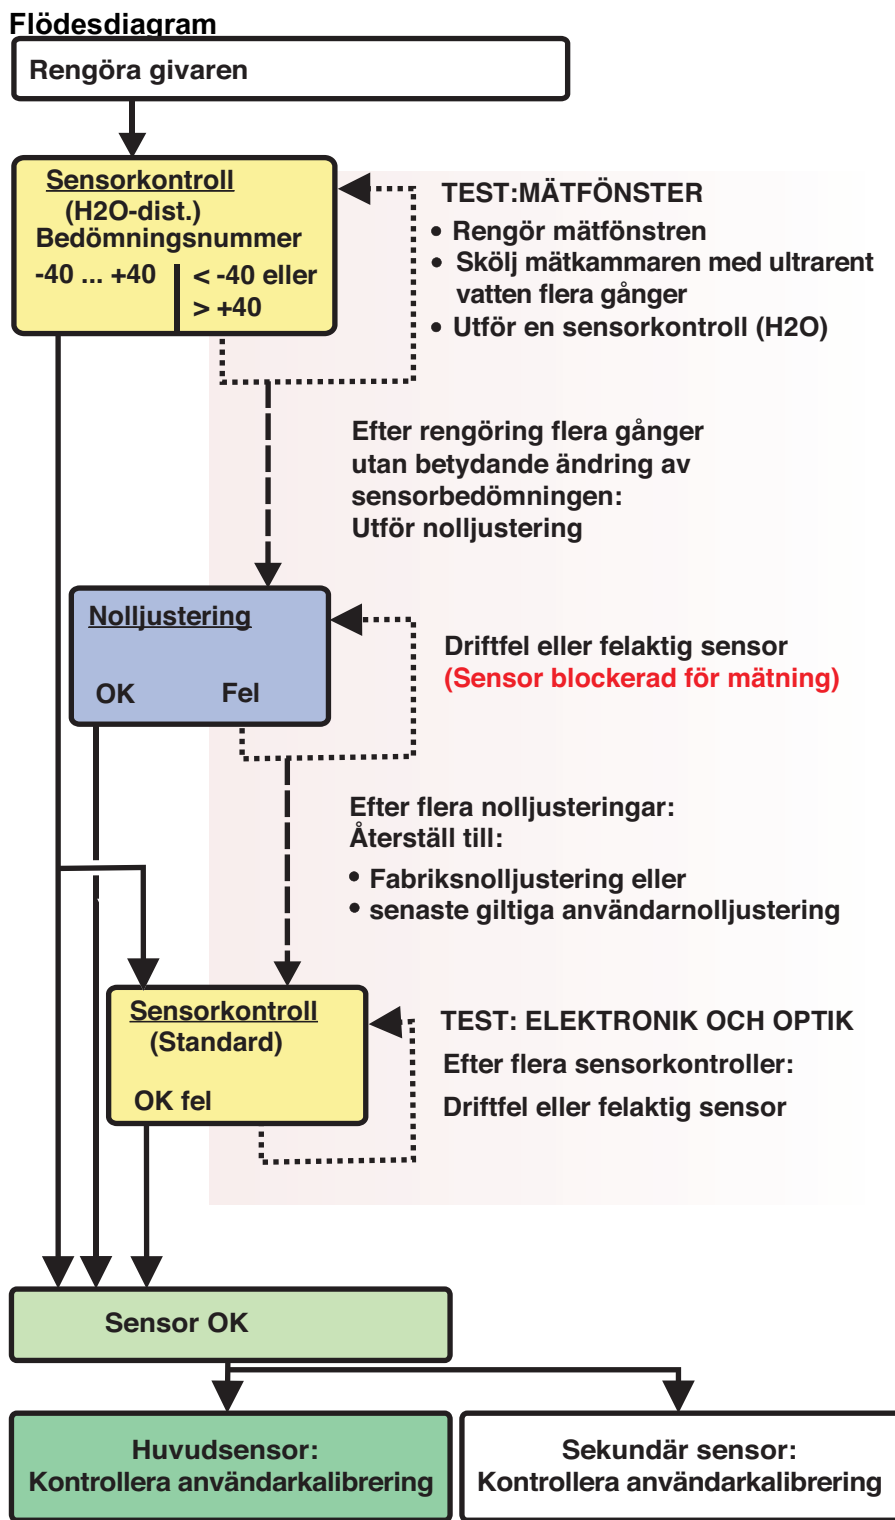 Flödesdiagram
Rengöra givaren
Sensorkontroll
(H2O-dist.)
Bedömningsnummer
-40 ... +40
< -40 eller
> +40
TEST:MÄTFÖNSTER
• Rengör mätfönstren
• Skölj mätkammaren med ultrarent
vatten flera gånger
• Utför en sensorkontroll (H2O)
Efter rengöring flera gånger
utan betydande ändring av
sensorbedömningen:
Utför nolljustering
Nolljustering
OK Fel
Driftfel eller felaktig sensor
(Sensor blockerad för mätning)
Efter flera nolljusteringar:
Återställ till:
• Fabriksnolljustering eller
• senaste giltiga användarnolljustering
Sensorkontroll
(Standard)
OK fel
TEST: ELEKTRONIK OCH OPTIK
Efter flera sensorkontroller:
Driftfel eller felaktig sensor
Sensor OK
Huvudsensor:
Kontrollera användarkalibrering
Sekundär sensor:
Kontrollera användarkalibrering